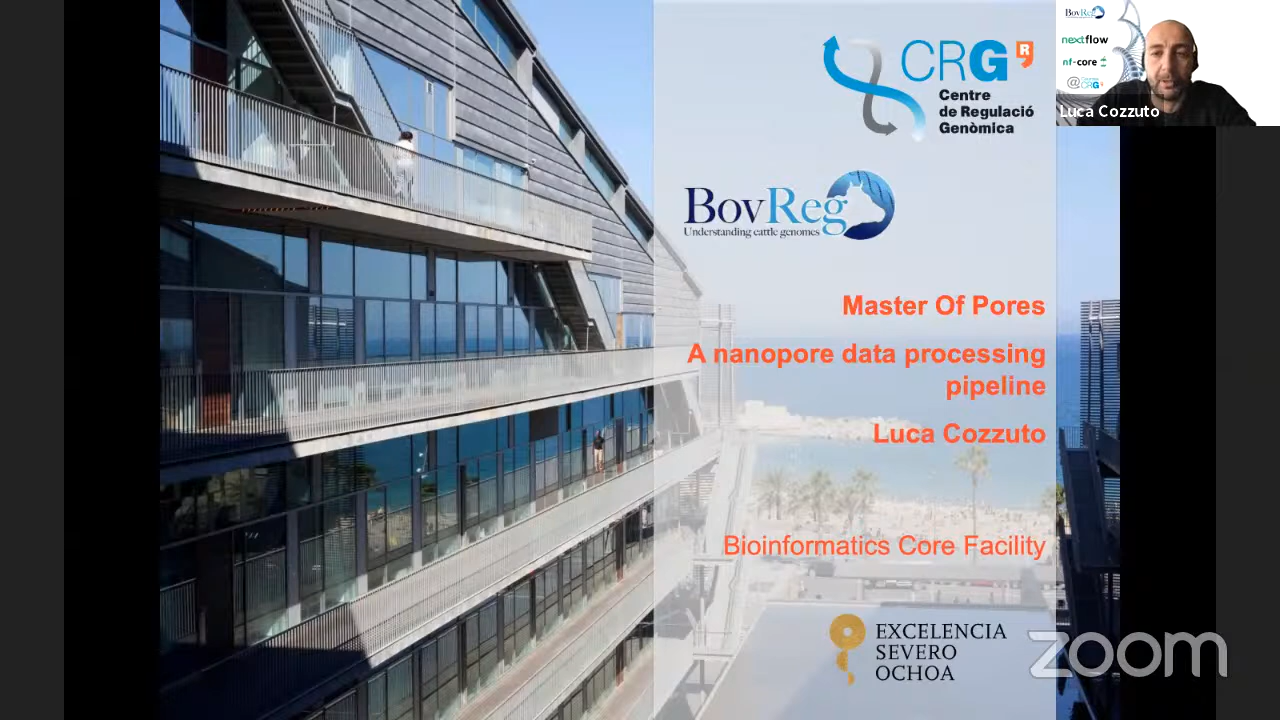 CRG
R
Centre
de Regulació
Genòmica
BovReg
Understanding cattle genomes
Master Of Pores
A nanopore data processing
pipeline
Luca Cozzuto
Bioinformatics Core Facility
EXCELENCIA
SEVERO
OCHOA
BovReg
nextflow
nf-core
@
CRG
Luca Cozzuto
zoom